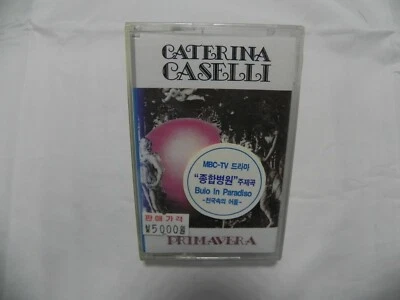 CATERINA
CASELLI
MBC-TV 드라마
"종합병원" 주제곡
Buio In Paradiso
-천국속의 어둠-
판매가격
₩5000원
PRIMAVERA